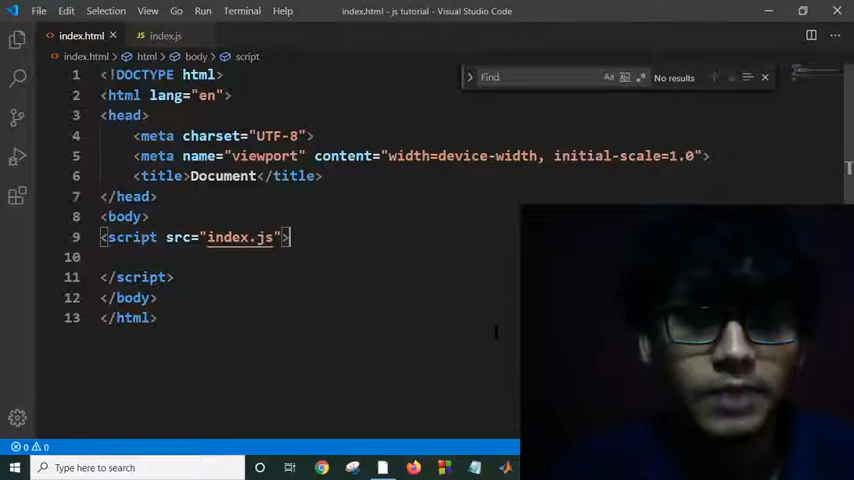 File Edit Selection View Go Run Terminal Help index.html - js tutorial - Visual Studio Code
index.html JS index.js
index.html > html > body > script
Find Aa ab No results
1 <!DOCTYPE html>
2 <html lang="en">
3 <head>
4 <meta charset="UTF-8">
5 <meta name="viewport" content="width=device-width, initial-scale=1.0">
6 <title>Document</title>
7 </head>
8 <body>
9 <script src="index.js">
10
11 </script>
12 </body>
13 </html>
0 0
Type here to search